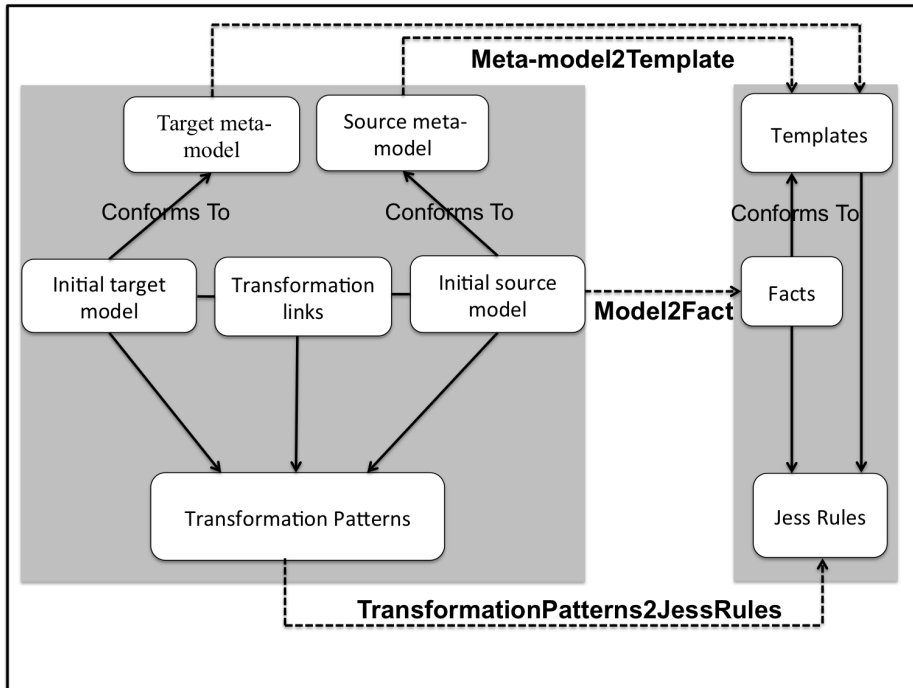 Meta-model2Template
Target meta-
model
Source meta-
model
Templates
Conforms To
Conforms To
Conforms To
Initial target
model
Transformation
links
Initial source
model
Facts
Model2Fact
Transformation Patterns
Jess Rules
TransformationPatterns2JessRules